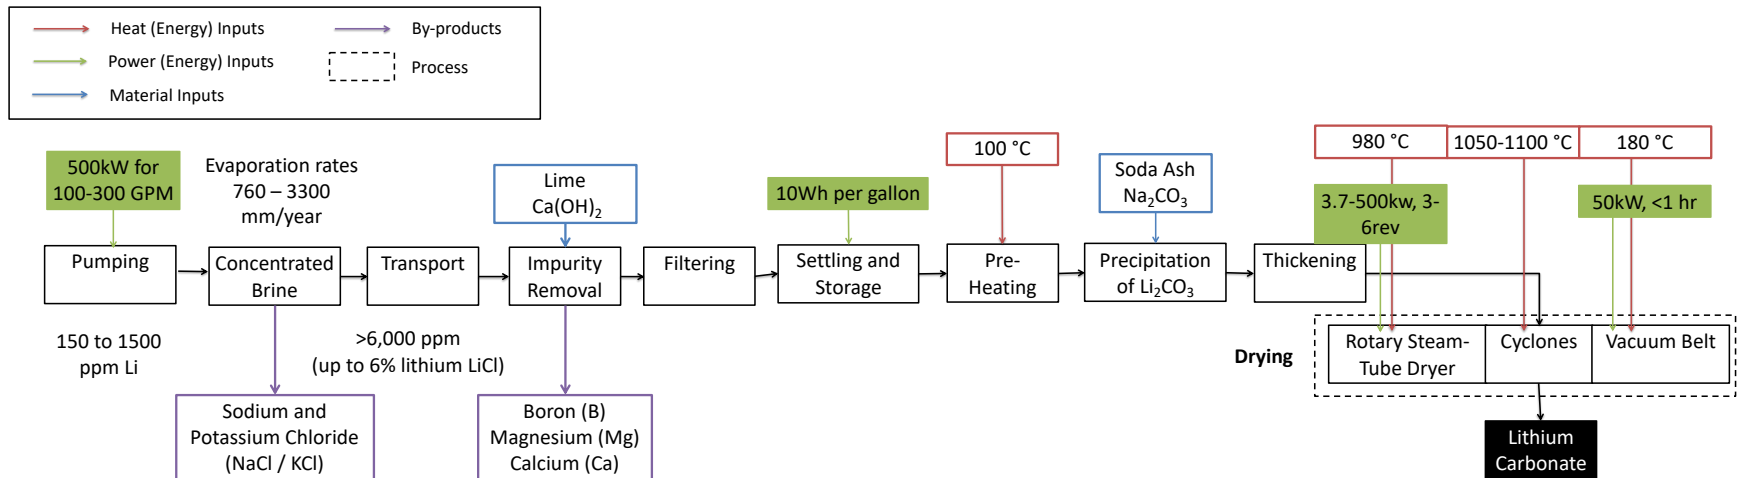 Heat (Energy) Inputs
By-products
Power (Energy) Inputs
Process
Material Inputs
500kW for
100-300 GPM
Evaporation rates
760 – 3300
mm/year
Lime
Ca(OH)2
10Wh per gallon
100 °C
Soda Ash
Na2CO3
980 °C
1050-1100 °C
180 °C
3.7-500kw, 3-
6rev
50kW, <1 hr
Pumping
Concentrated
Brine
Transport
Impurity
Removal
Filtering
Settling and
Storage
Pre-
Heating
Precipitation
of Li2CO3
Thickening
150 to 1500
ppm Li
>6,000 ppm
(up to 6% lithium LiCl)
Drying
Rotary Steam-
Tube Dryer
Cyclones
Vacuum Belt
Sodium and
Potassium Chloride
(NaCl / KCl)
Boron (B)
Magnesium (Mg)
Calcium (Ca)
Lithium
Carbonate